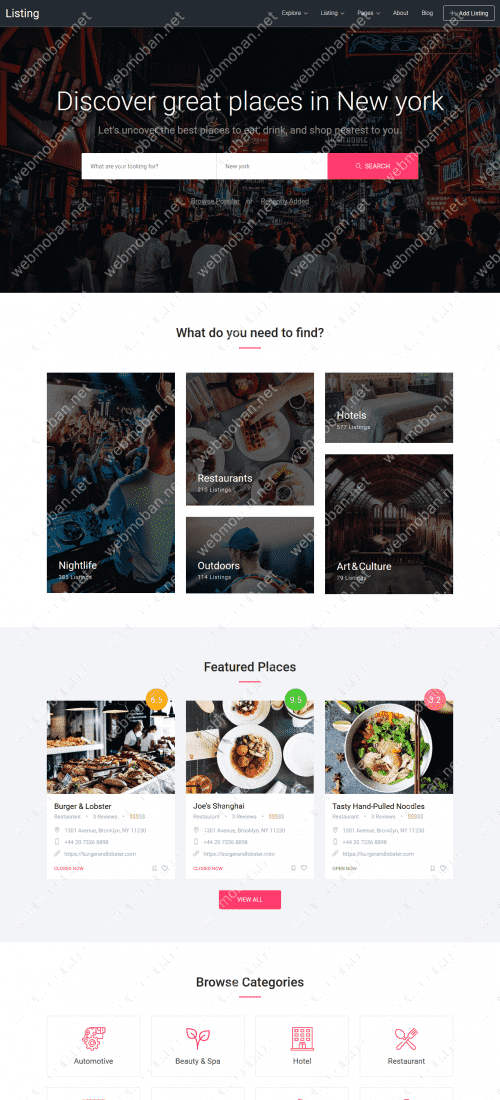 Listing
Explore
Listing
Pages
About
Blog
Add Listing
Discover great places in New york
Let's uncover the best places to eat, drink, and shop nearest to you.
What are your looking for?
New york
SEARCH
Browse Popular or Recently Added
What do you need to find?
Nightlife
385 Listings
Restaurants
210 Listings
Outdoors
114 Listings
Hotels
577 Listings
Art & Culture
79 Listings
Featured Places
6.5
Burger & Lobster
Restaurant • 3 Reviews • $$$$$
1301 Avenue, Brooklyn, NY 11230
+44 20 7336 8898
https://burgerandlobster.com
CLOSED NOW
9.5
Joe's Shanghai
Restaurant • 3 Reviews • $$$$$
1301 Avenue, Brooklyn, NY 11230
+44 20 7336 8898
https://burgerandlobster.com
CLOSED NOW
3.2
Tasty Hand-Pulled Noodles
Restaurant • 3 Reviews • $$$$$
1301 Avenue, Brooklyn, NY 11230
+44 20 7336 8898
https://burgerandlobster.com
OPEN NOW
VIEW ALL
Browse Categories
Automotive
Beauty & Spa
Hotel
Restaurant
webmoban.net